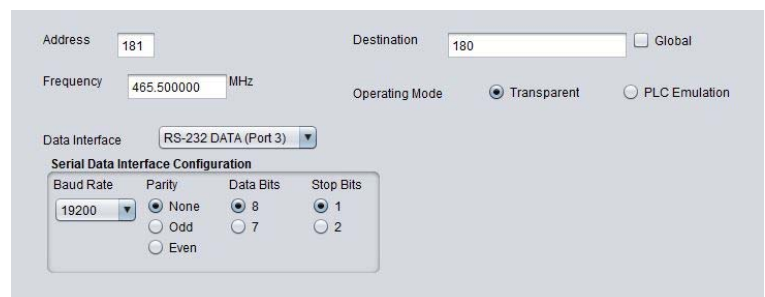 Address 181 Destination 180 Global
Frequency 465.500000 MHz Operating Mode Transparent PLC Emulation
Data Interface RS-232 DATA (Port 3)
Serial Data Interface Configuration
Baud Rate Parity Data Bits Stop Bits
19200 None 8 1
Odd 7 2
Even